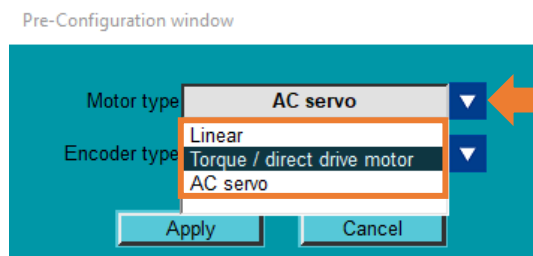 Pre-Configuration window
Motor type AC servo
Linear
Encoder type Torque / direct drive motor
AC servo
Apply Cancel